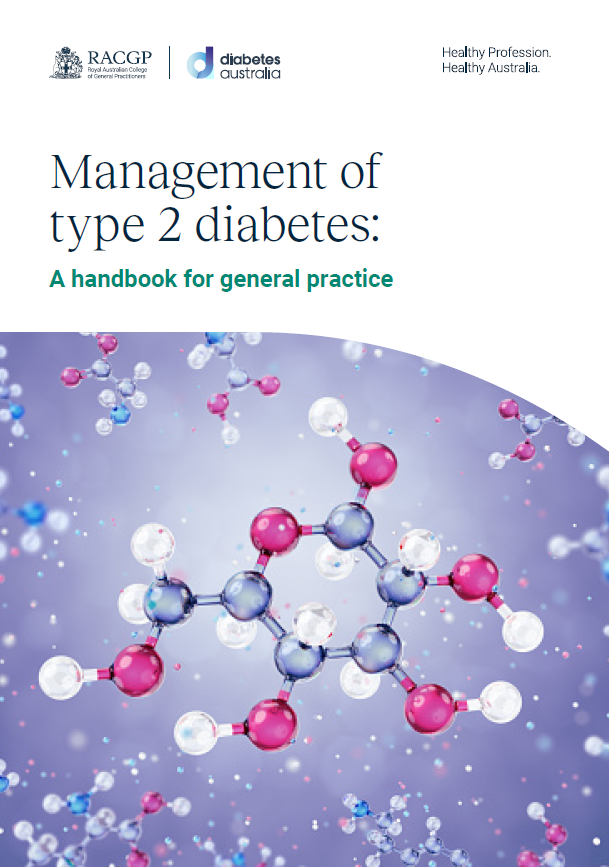 RACGP
Royal Australian College
of General Practitioners
diabetes
australia
Healthy Profession.
Healthy Australia.
Management of
type 2 diabetes:
A handbook for general practice